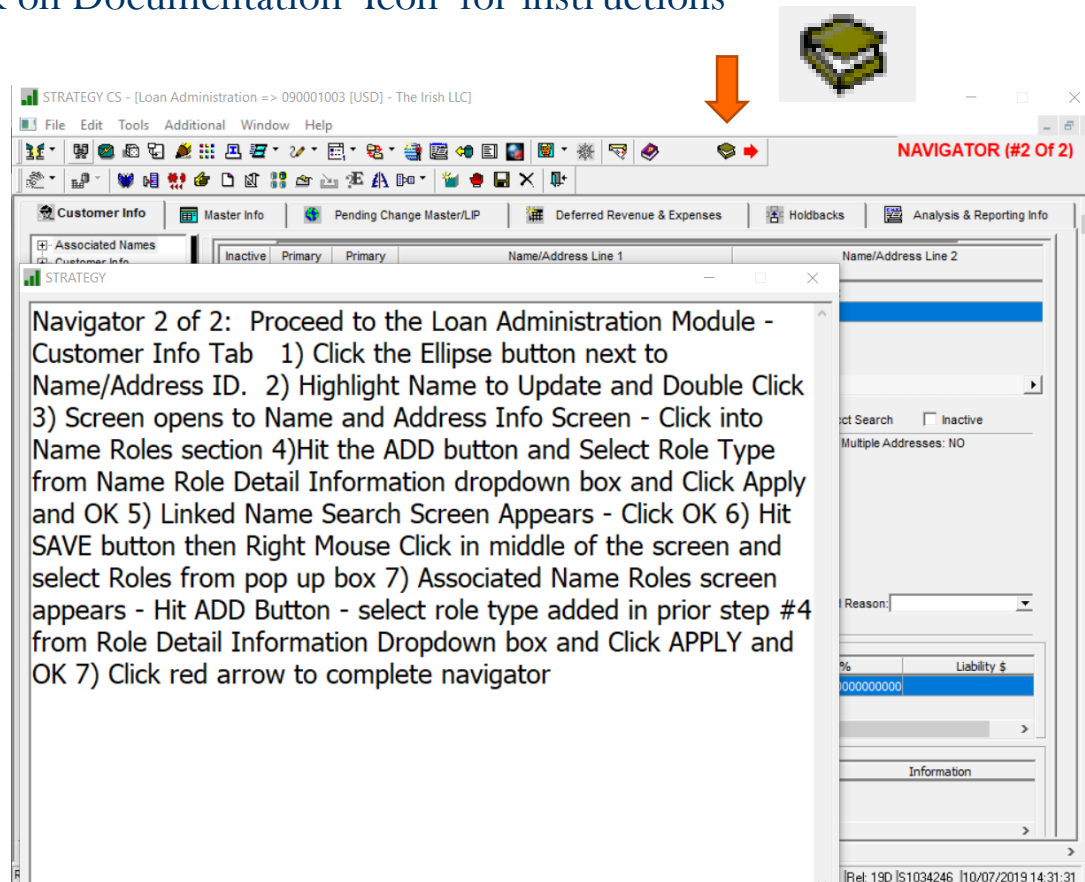 on Documentation Icon for instructions
STRATEGY CS - [Loan Administration => 090001003 [USD] - The Irish LLC]
File Edit Tools Additional Window Help
NAVIGATOR (#2 Of 2)
Customer Info Master Info Pending Change Master/LIP Deferred Revenue & Expenses Holdbacks Analysis & Reporting Info
Associated Names
Customer Info
Inactive Primary Primary Name/Address Line 1 Name/Address Line 2
STRATEGY
Navigator 2 of 2: Proceed to the Loan Administration Module -
Customer Info Tab 1) Click the Ellipse button next to
Name/Address ID. 2) Highlight Name to Update and Double Click
3) Screen opens to Name and Address Info Screen - Click into
Name Roles section 4)Hit the ADD button and Select Role Type
from Name Role Detail Information dropdown box and Click Apply
and OK 5) Linked Name Search Screen Appears - Click OK 6) Hit
SAVE button then Right Mouse Click in middle of the screen and
select Roles from pop up box 7) Associated Name Roles screen
appears - Hit ADD Button - select role type added in prior step #4
from Role Detail Information Dropdown box and Click APPLY and
OK 7) Click red arrow to complete navigator
Search Inactive
Multiple Addresses: NO
Reason:
% Liability $
0000000000
Information
Rel: 19D S1034246 10/07/2019 14:31:31